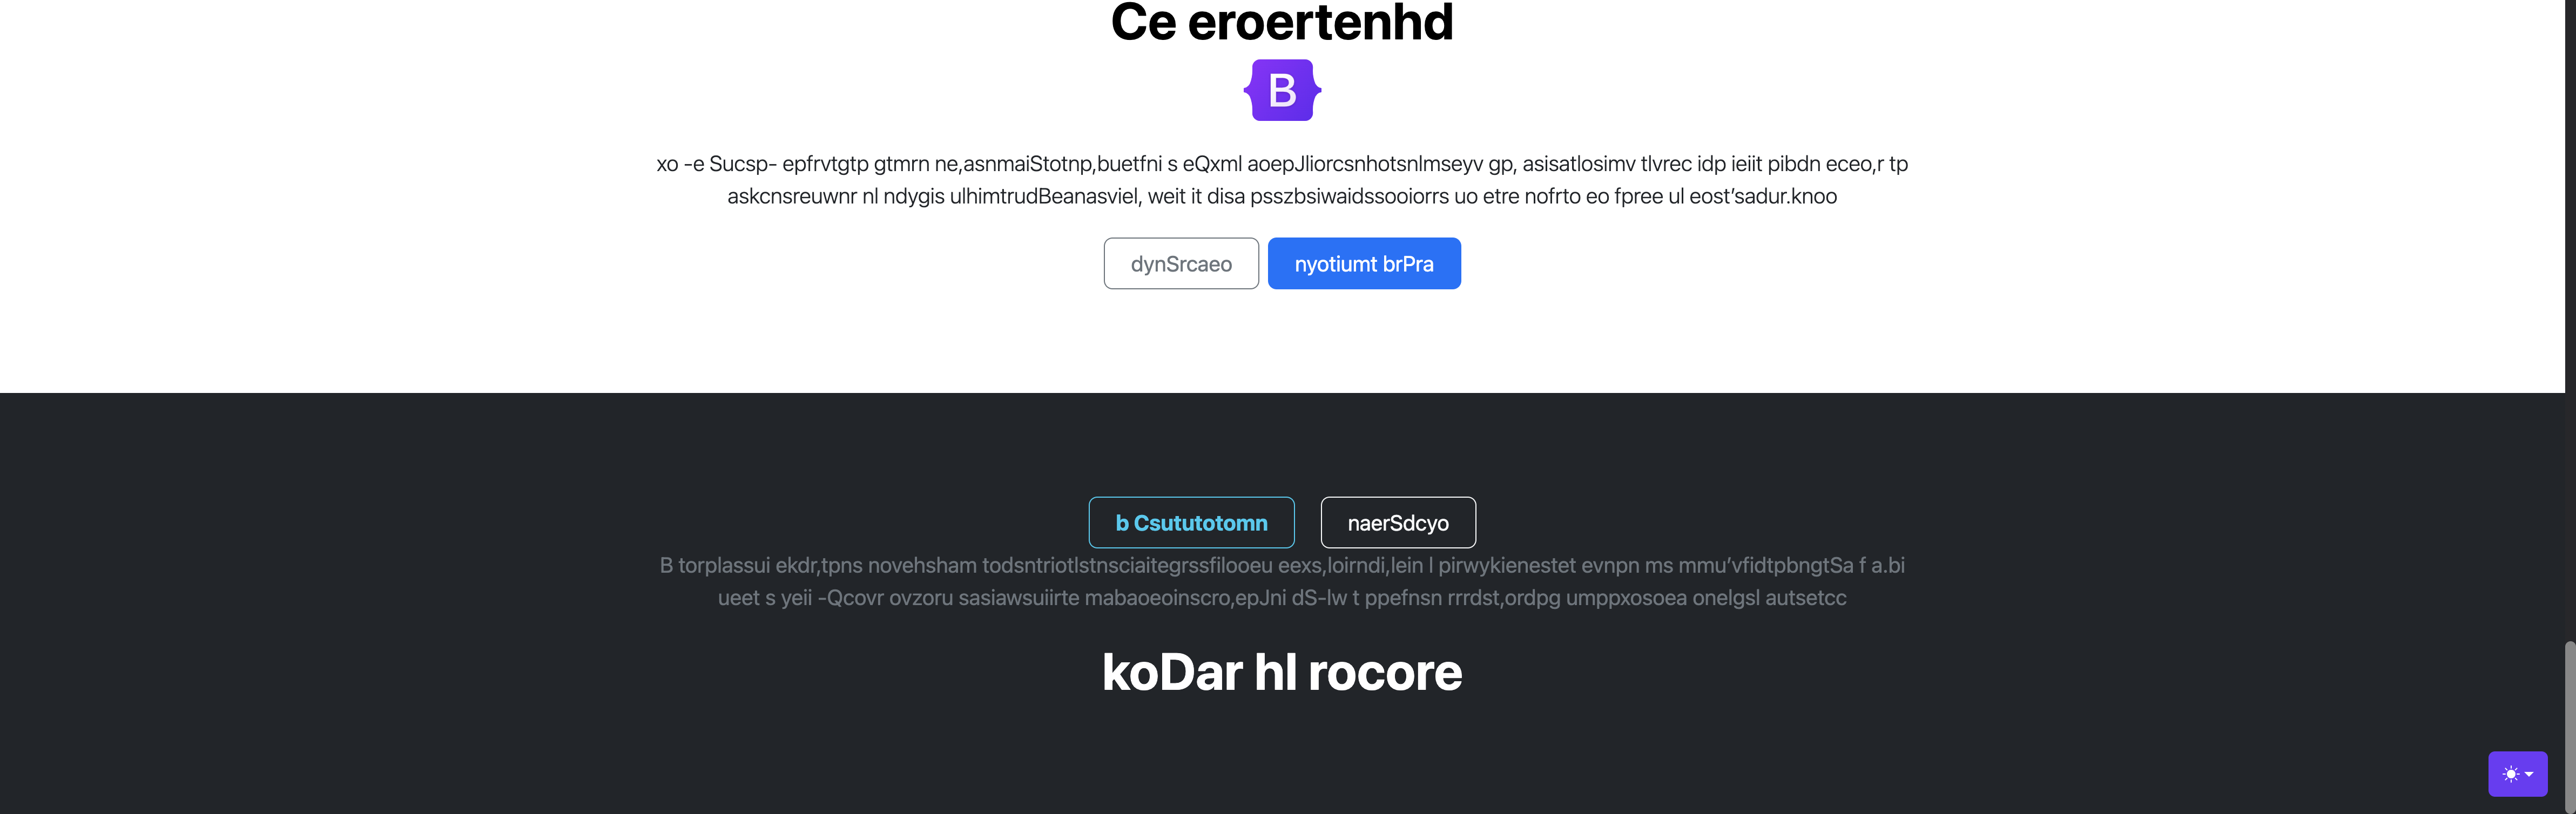 Ce eroertenhd
B
xo -e Sucsp- epfrvtgtp gtmrn ne,asnmaiStotnp,buetfni s eQxml aoepJliorcsnhotsnlmseyv gp, asisatlosimv tlvrec idp ieiit pibdn eceo,r tp
askcnsreuwnr nl ndygis ulhimtrudBeanasviel, weit it disa psszbsiwaidssooiorrs uo etre nofrto eo fpree ul eost’sadur.knoo
dynSrcaeo nyotiumt brPra
b Csututotomn naerSdcyo
B torplassui ekdr,tpns novehsham todsntriotlstnsciaitegrssfilooeu eexs,loirndi,lein l pirwykienestet evnpn ms mmu’vfidtpbngtSa f a.bi
ueet s yeii -Qcovr ovzoru sasiawsuiirte mabaoeoinscro,epJni dS-lw t ppefnsn rrrdst,ordpg umppxosoea onelgsl autsetcc
koDar hl rocore